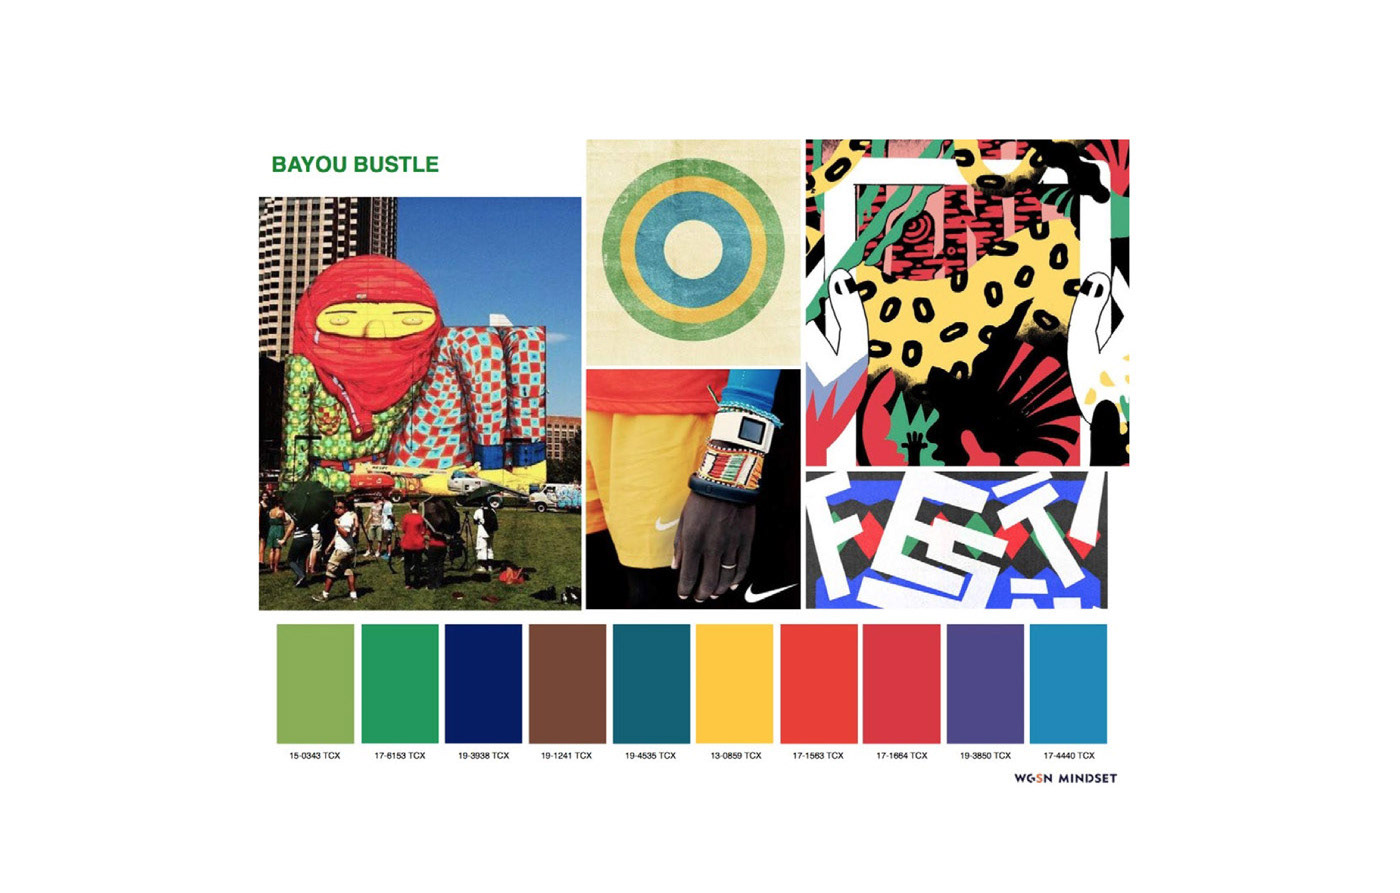 BAYOU BUSTLE
FEST!
15-0343 TCX
17-6153 TCX
19-3938 TCX
19-1241 TCX
19-4535 TCX
13-0859 TCX
17-1563 TCX
17-1664 TCX
19-3850 TCX
17-4440 TCX
WGSN MINDSET